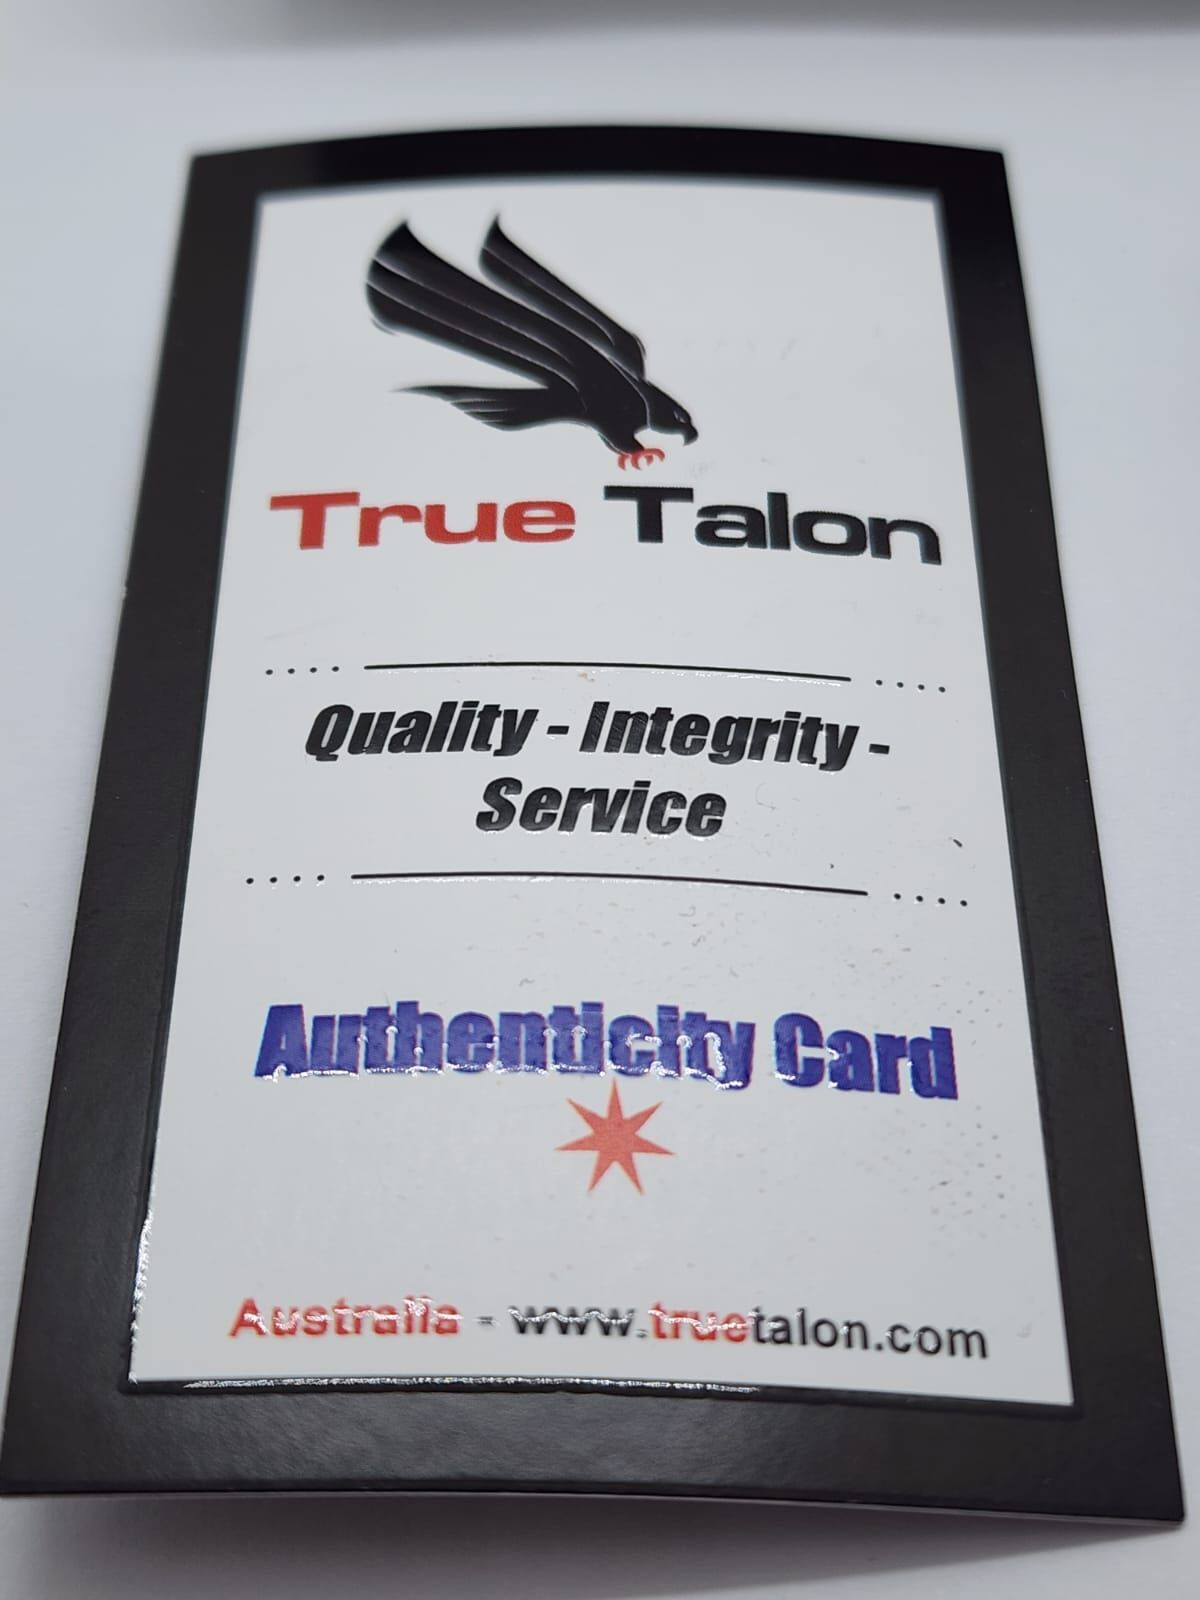 True Talon
Quality - Integrity -
Service
Authenticity Card
Australia - www.truetalon.com